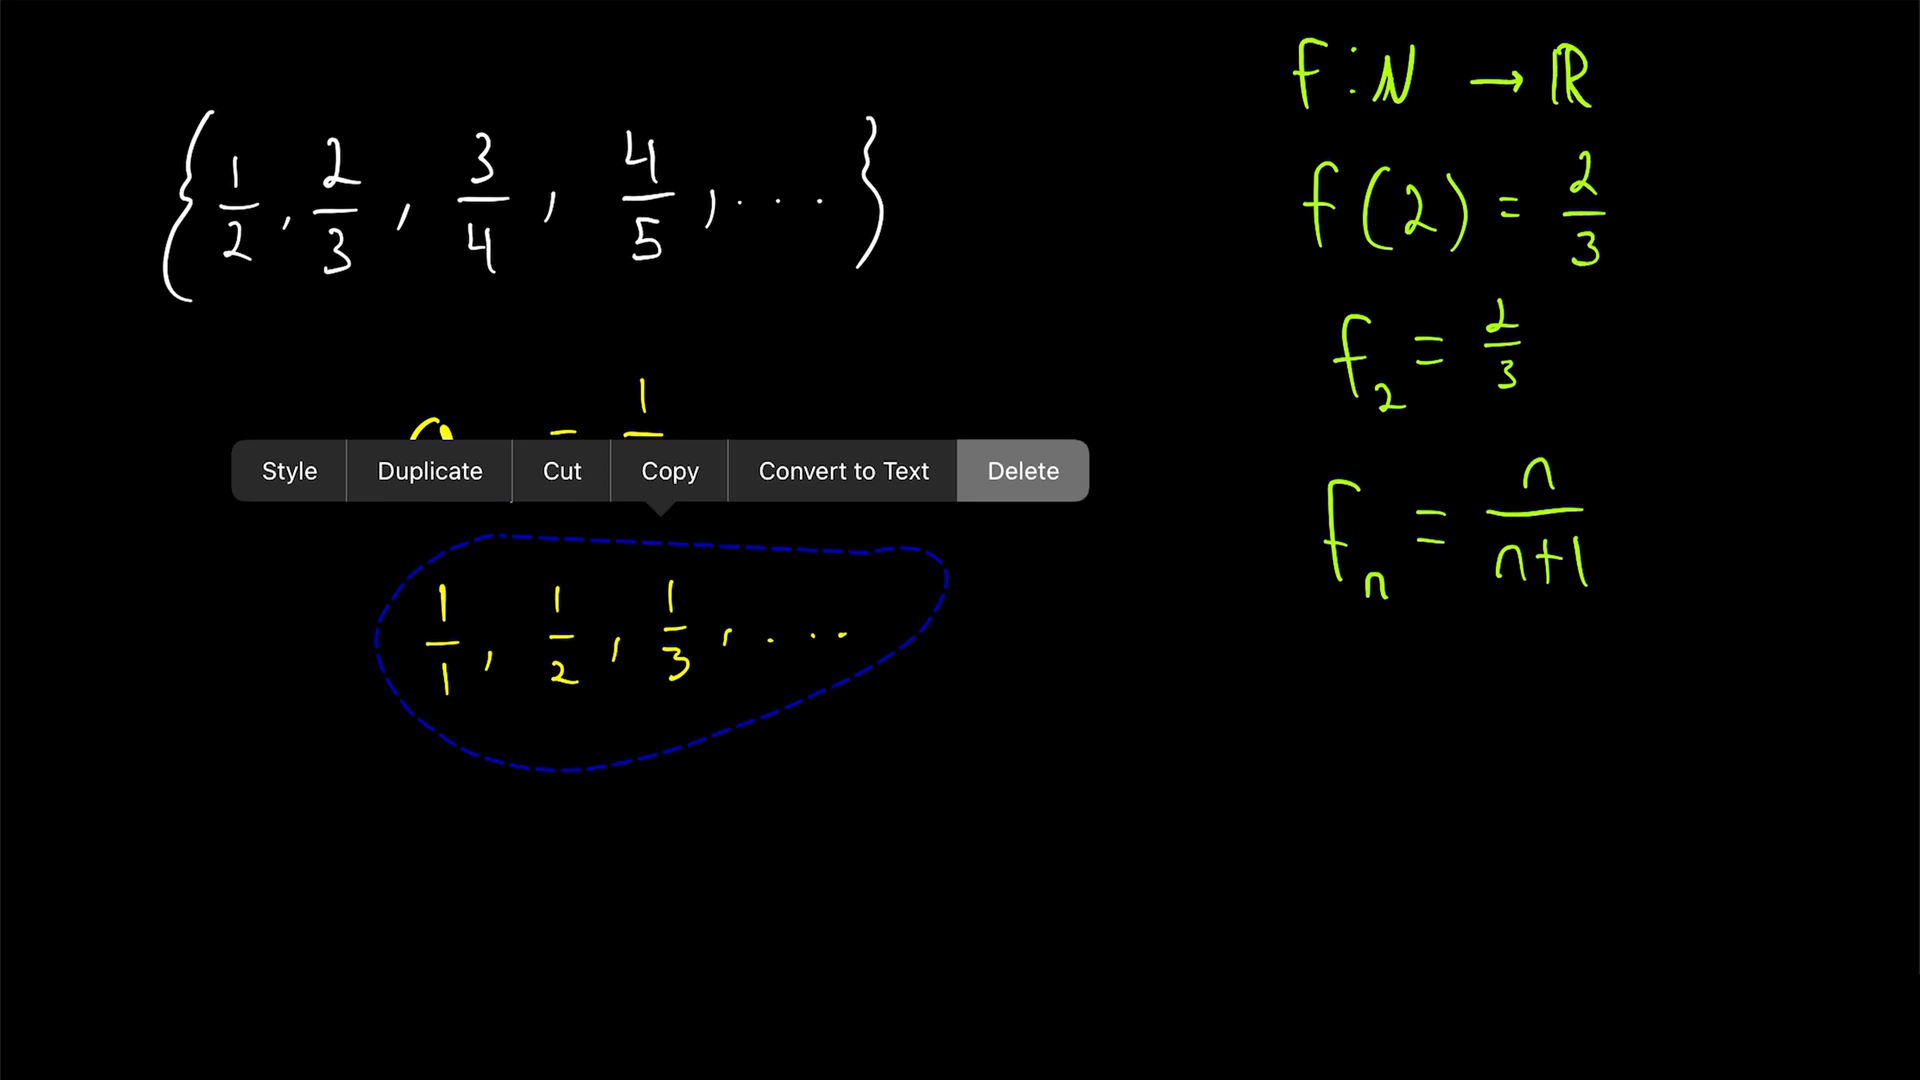 {1/2, 2/3, 3/4, 4/5, ...}
= 1
Style Duplicate Cut Copy Convert to Text Delete
1/1, 1/2, 1/3, ...
F : N → ℝ
f(2) = 2/3
f₂ = 2/3
Fₙ = n/(n+1)